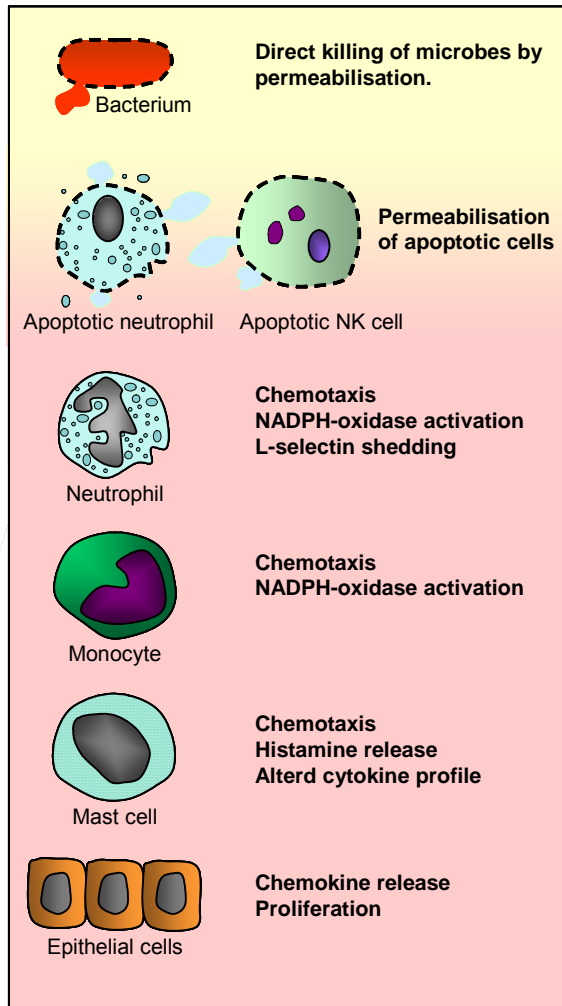 Direct killing of microbes by
permeabilisation.
Bacterium
Permeabilisation
of apoptotic cells
Apoptotic neutrophil
Apoptotic NK cell
Chemotaxis
NADPH-oxidase activation
L-selectin shedding
Neutrophil
Chemotaxis
NADPH-oxidase activation
Monocyte
Chemotaxis
Histamine release
Alterd cytokine profile
Mast cell
Chemokine release
Proliferation
Epithelial cells